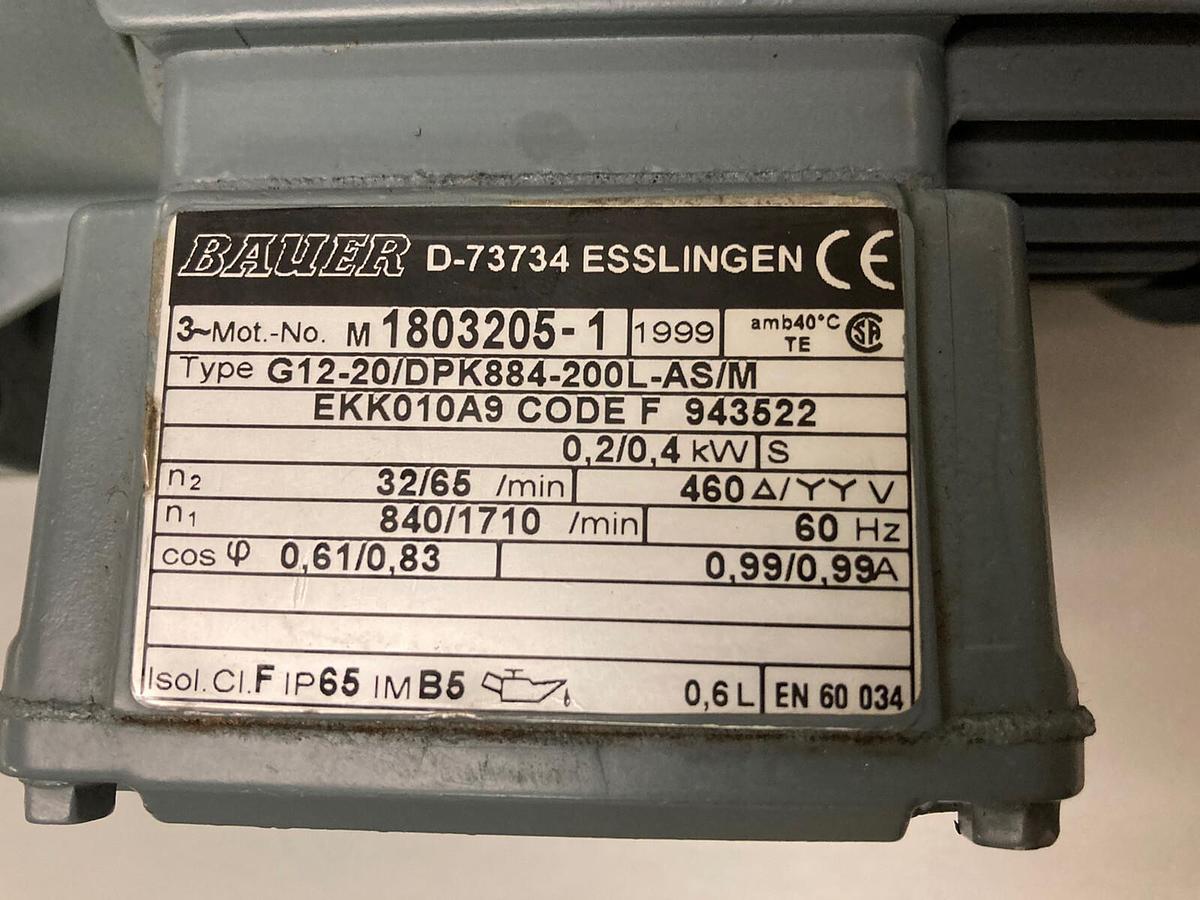 BAUER D-73734 ESSLINGEN CE
3~Mot.-No. M 1803205-1 1999 amb40°C TE SA
Type G12-20/DPK884-200L-AS/M
EKK010A9 CODE F 943522
0,2/0,4 kW S
n₂ 32/65 /min 460 Δ/YY V
n₁ 840/1710 /min 60 Hz
cos φ 0,61/0,83 0,99/0,99A
Isol.Cl.F IP65 IM B5 0,6 L EN 60 034